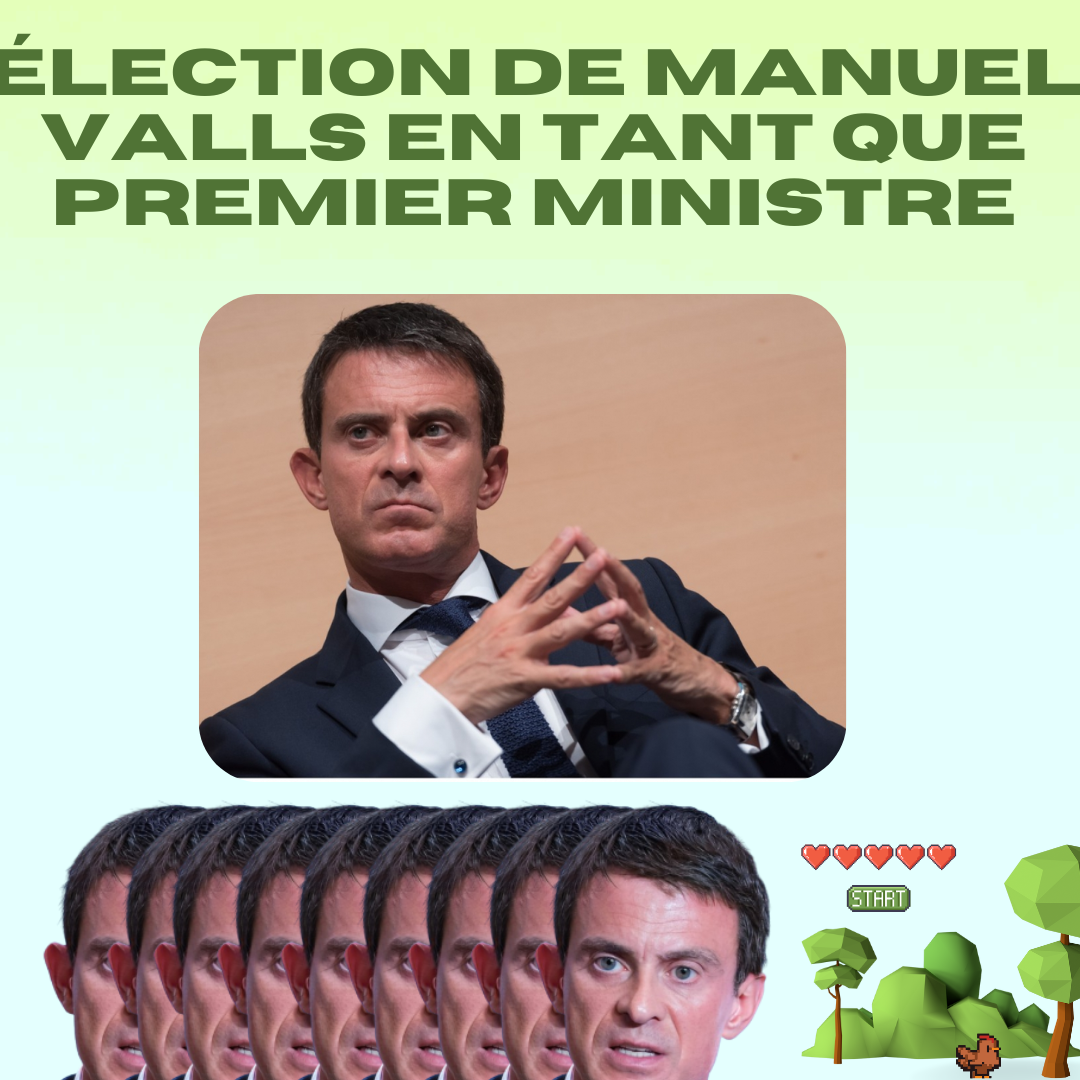 ÉLECTION DE MANUEL
VALLS EN TANT QUE
PREMIER MINISTRE
START